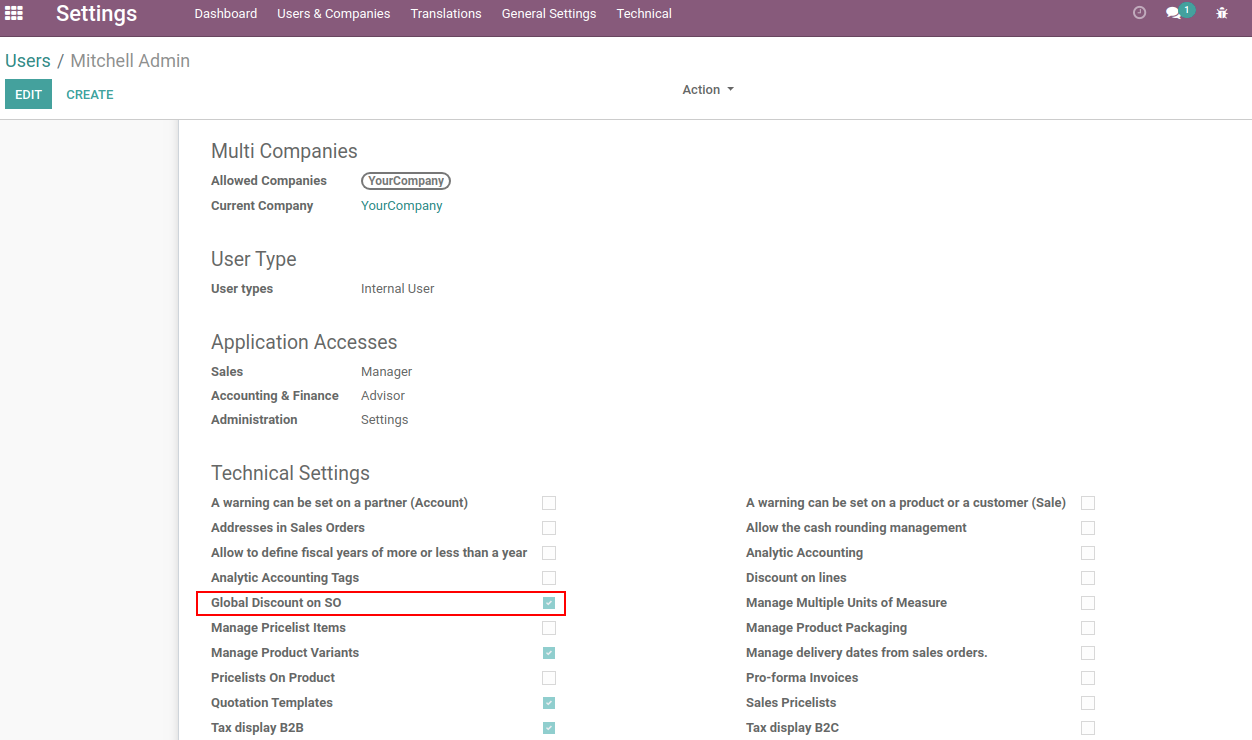 Settings Dashboard Users & Companies Translations General Settings Technical 1
Users / Mitchell Admin
EDIT CREATE Action
Multi Companies
Allowed Companies YourCompany
Current Company YourCompany
User Type
User types Internal User
Application Accesses
Sales Manager
Accounting & Finance Advisor
Administration Settings
Technical Settings
A warning can be set on a partner (Account) A warning can be set on a product or a customer (Sale)
Addresses in Sales Orders Allow the cash rounding management
Allow to define fiscal years of more or less than a year Analytic Accounting
Analytic Accounting Tags Discount on lines
Global Discount on SO Manage Multiple Units of Measure
Manage Pricelist Items Manage Product Packaging
Manage Product Variants Manage delivery dates from sales orders.
Pricelists On Product Pro-forma Invoices
Quotation Templates Sales Pricelists
Tax display B2B Tax display B2C